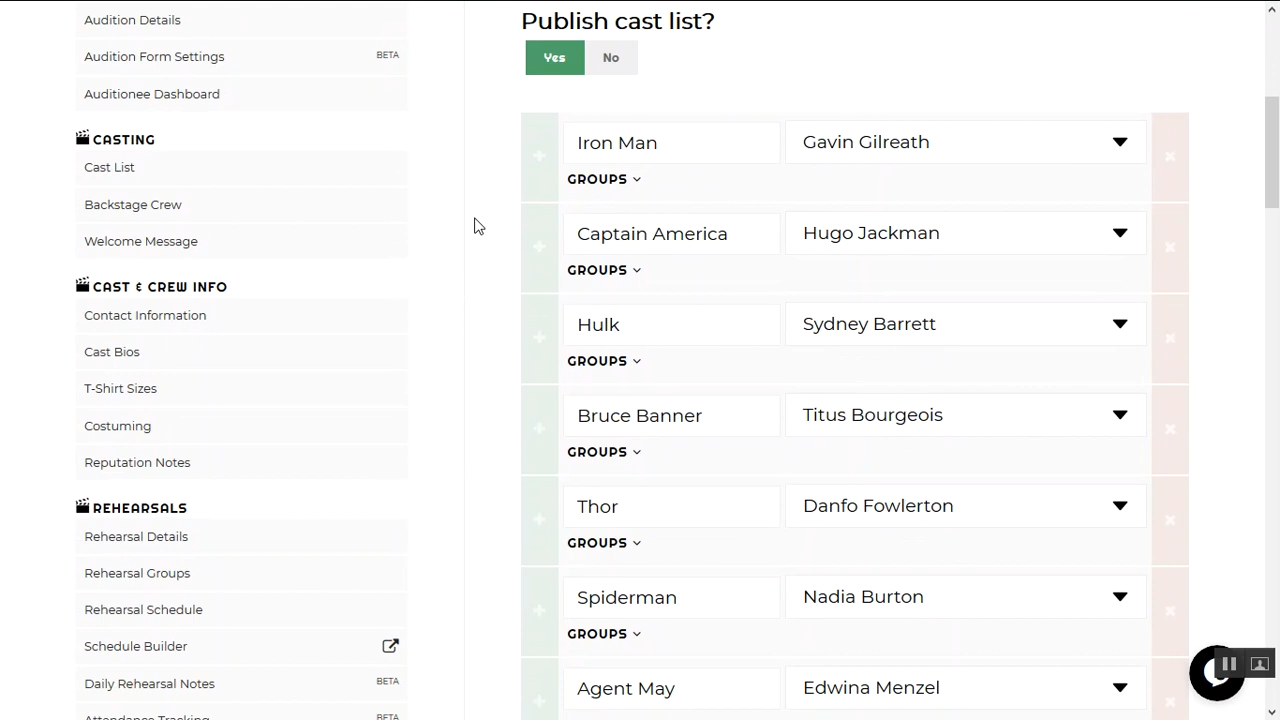 Audition Details
Audition Form Settings BETA
Auditionee Dashboard
CASTING
Cast List
Backstage Crew
Welcome Message
CAST & CREW INFO
Contact Information
Cast Bios
T-Shirt Sizes
Costuming
Reputation Notes
REHEARSALS
Rehearsal Details
Rehearsal Groups
Rehearsal Schedule
Schedule Builder
Daily Rehearsal Notes BETA
Attendance Tracking BETA
Publish cast list?
Yes No
Iron Man Gavin Gilreath
GROUPS
Captain America Hugo Jackman
GROUPS
Hulk Sydney Barrett
GROUPS
Bruce Banner Titus Bourgeois
GROUPS
Thor Danfo Fowlerton
GROUPS
Spiderman Nadia Burton
GROUPS
Agent May Edwina Menzel